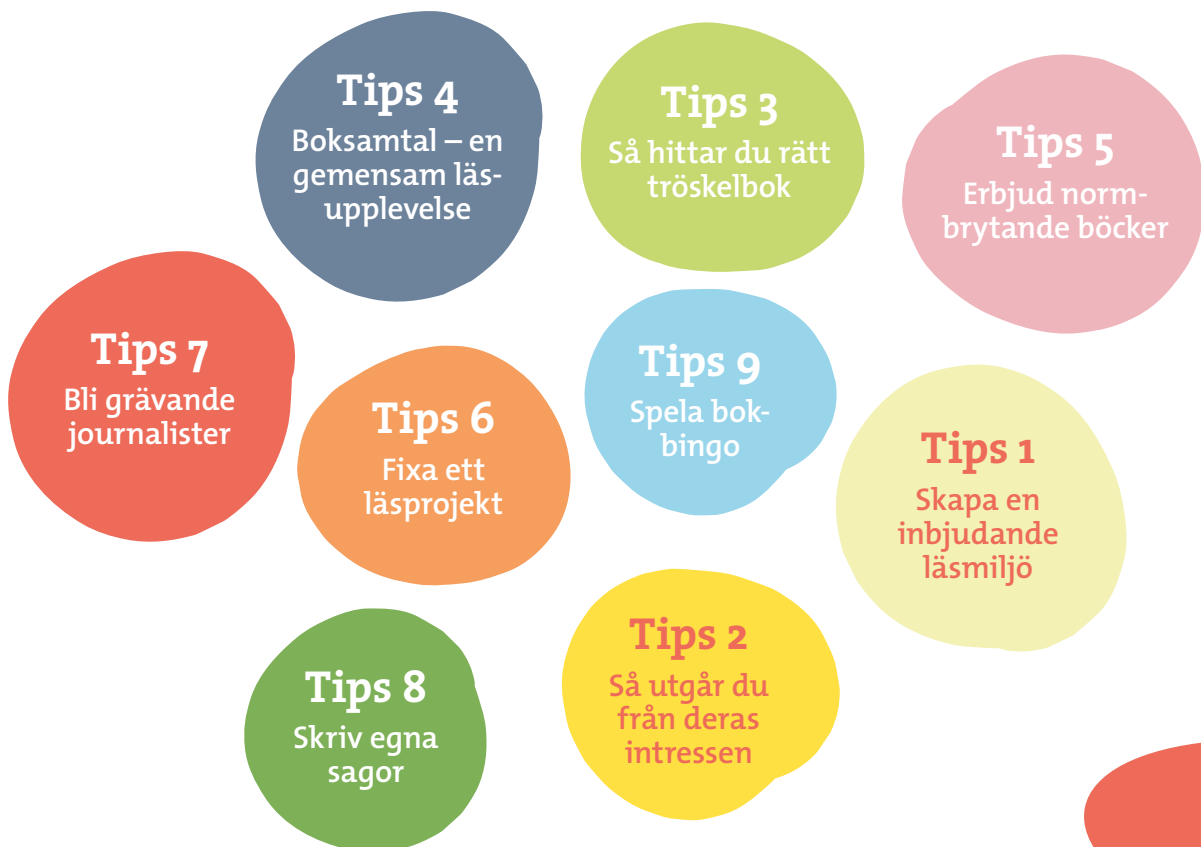 Tips 4
Boksamtal – en
gemensam läs-
upplevelse
Tips 3
Så hittar du rätt
tröskelbok
Tips 5
Erbjud norm-
brytande böcker
Tips 7
Bli grävande
journalister
Tips 6
Fixa ett
läsprojekt
Tips 9
Spela bok-
bingo
Tips 1
Skapa en
inbjudande
läsmiljö
Tips 8
Skriv egna
sagor
Tips 2
Så utgår du
från deras
intressen